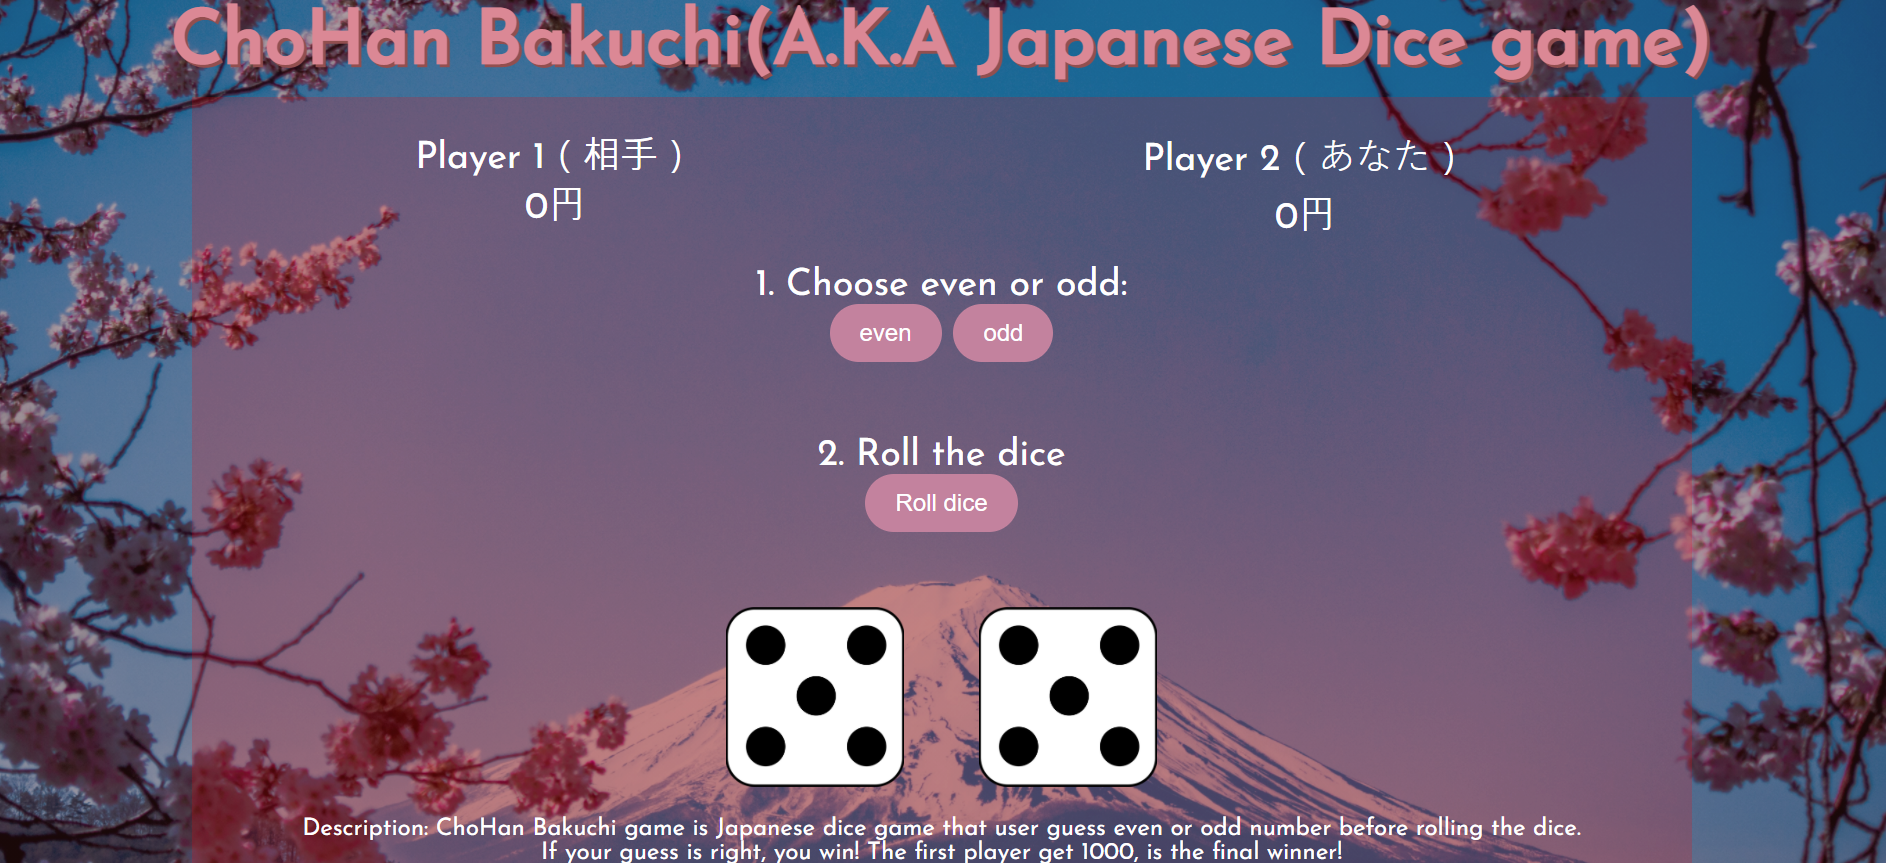 ChoHan Bakuchi(A.K.A Japanese Dice game)
Player 1 ( 相手 )
0円
Player 2 ( あなた )
0円
1. Choose even or odd:
even odd
2. Roll the dice
Roll dice
Description: ChoHan Bakuchi game is Japanese dice game that user guess even or odd number before rolling the dice.
If your guess is right, you win! The first player get 1000, is the final winner!